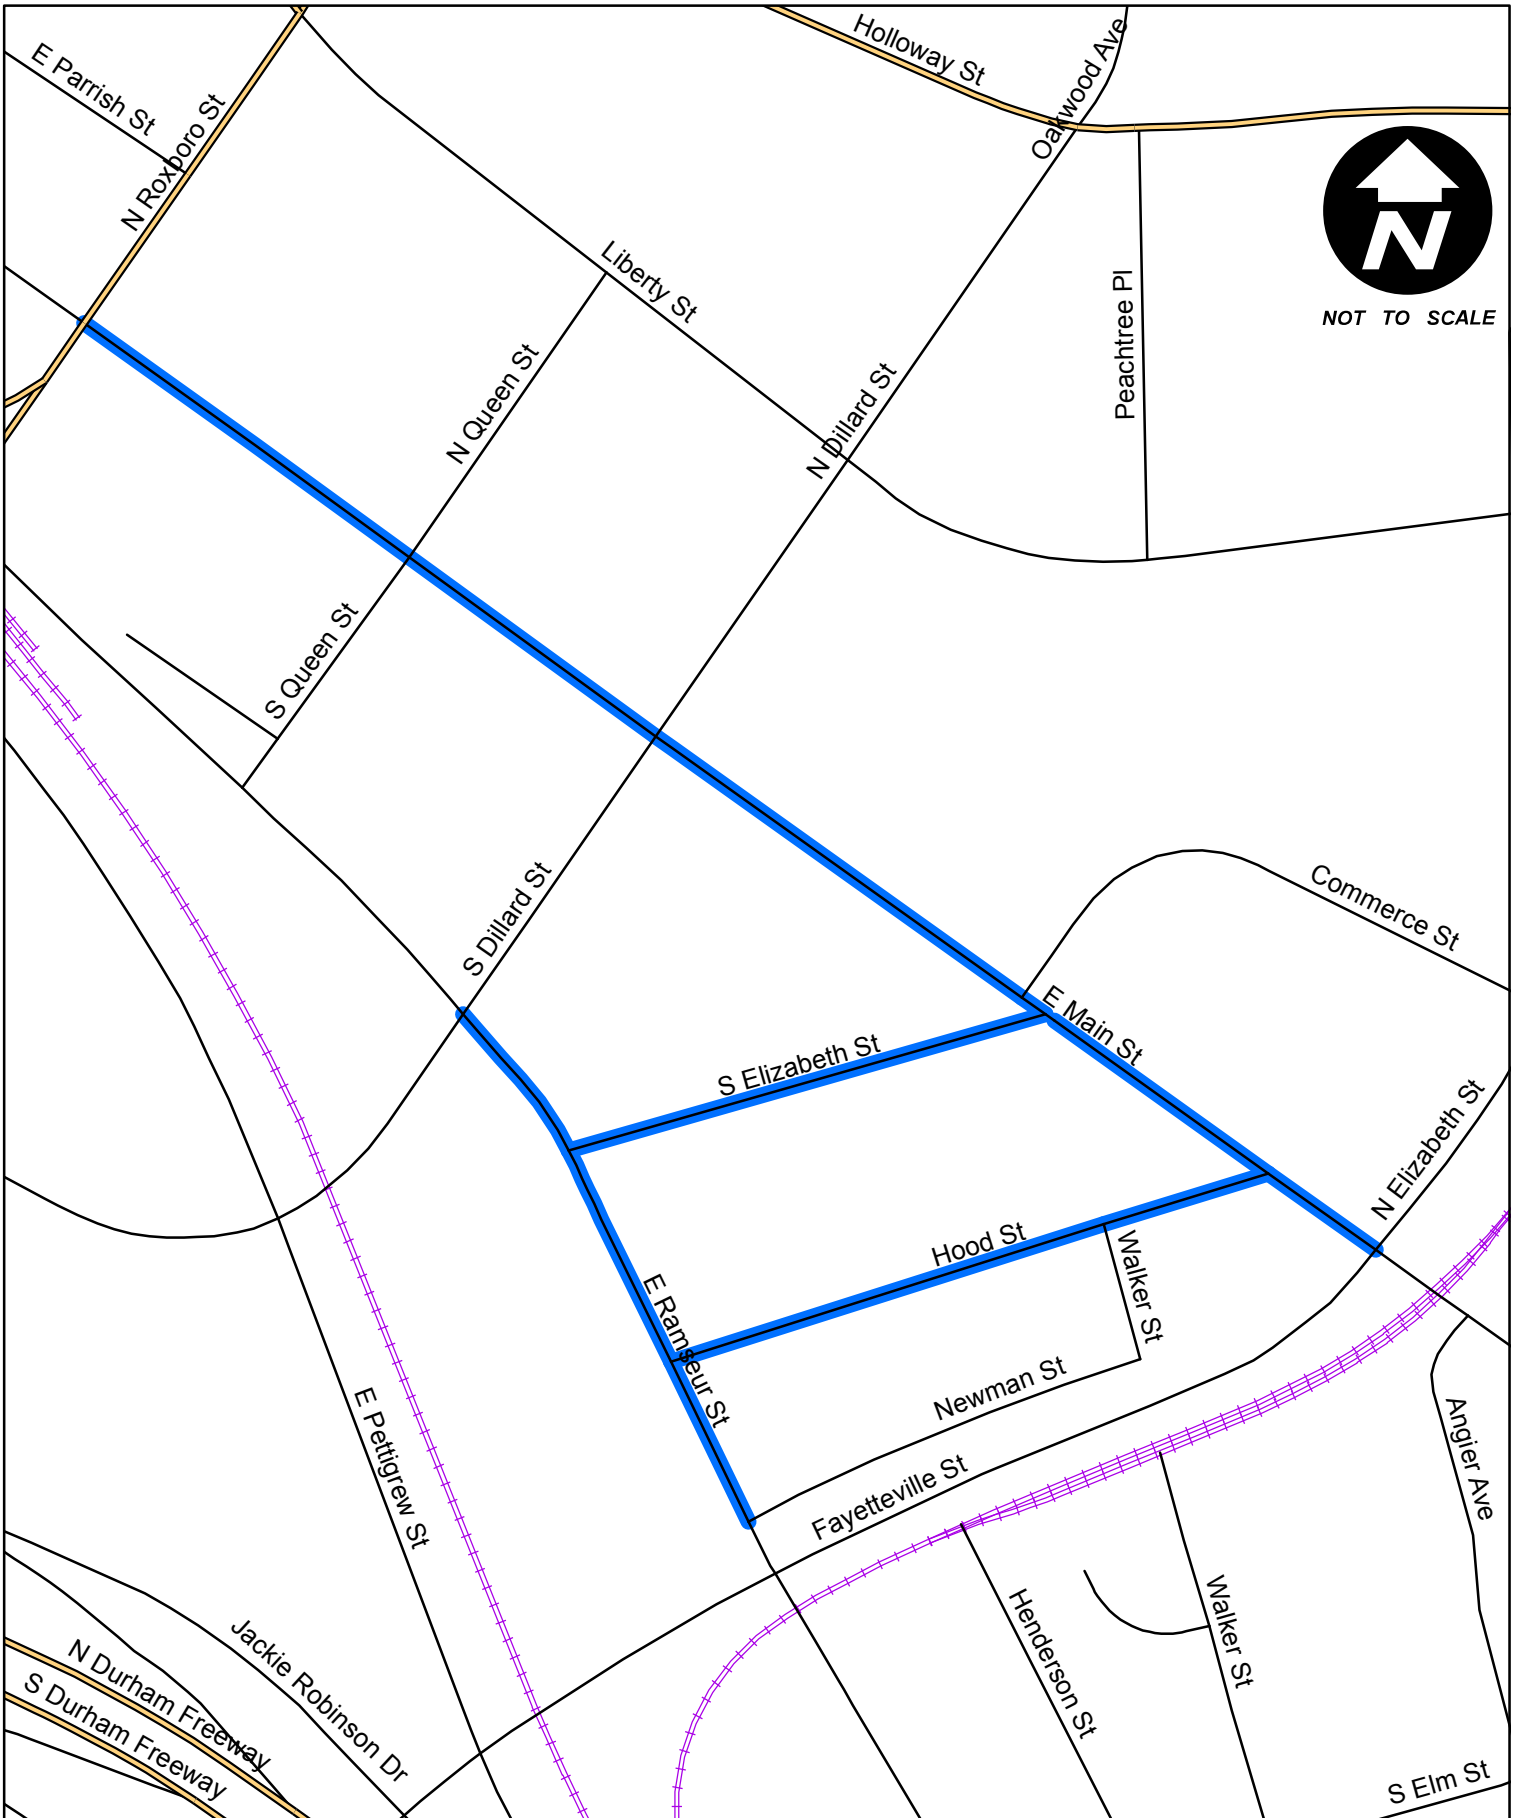 Holloway St
Oakwood Ave
E Parrish St
N Roxboro St
N
NOT TO SCALE
Liberty St
Peachtree Pl
N Queen St
N Dillard St
S Queen St
S Dillard St
Commerce St
E Main St
S Elizabeth St
N Elizabeth St
Hood St
Walker St
E Ramseur St
Newman St
E Pettigrew St
Angier Ave
Fayetteville St
Henderson St
Walker St
Jackie Robinson Dr
N Durham Freeway
S Durham Freeway
S Elm St